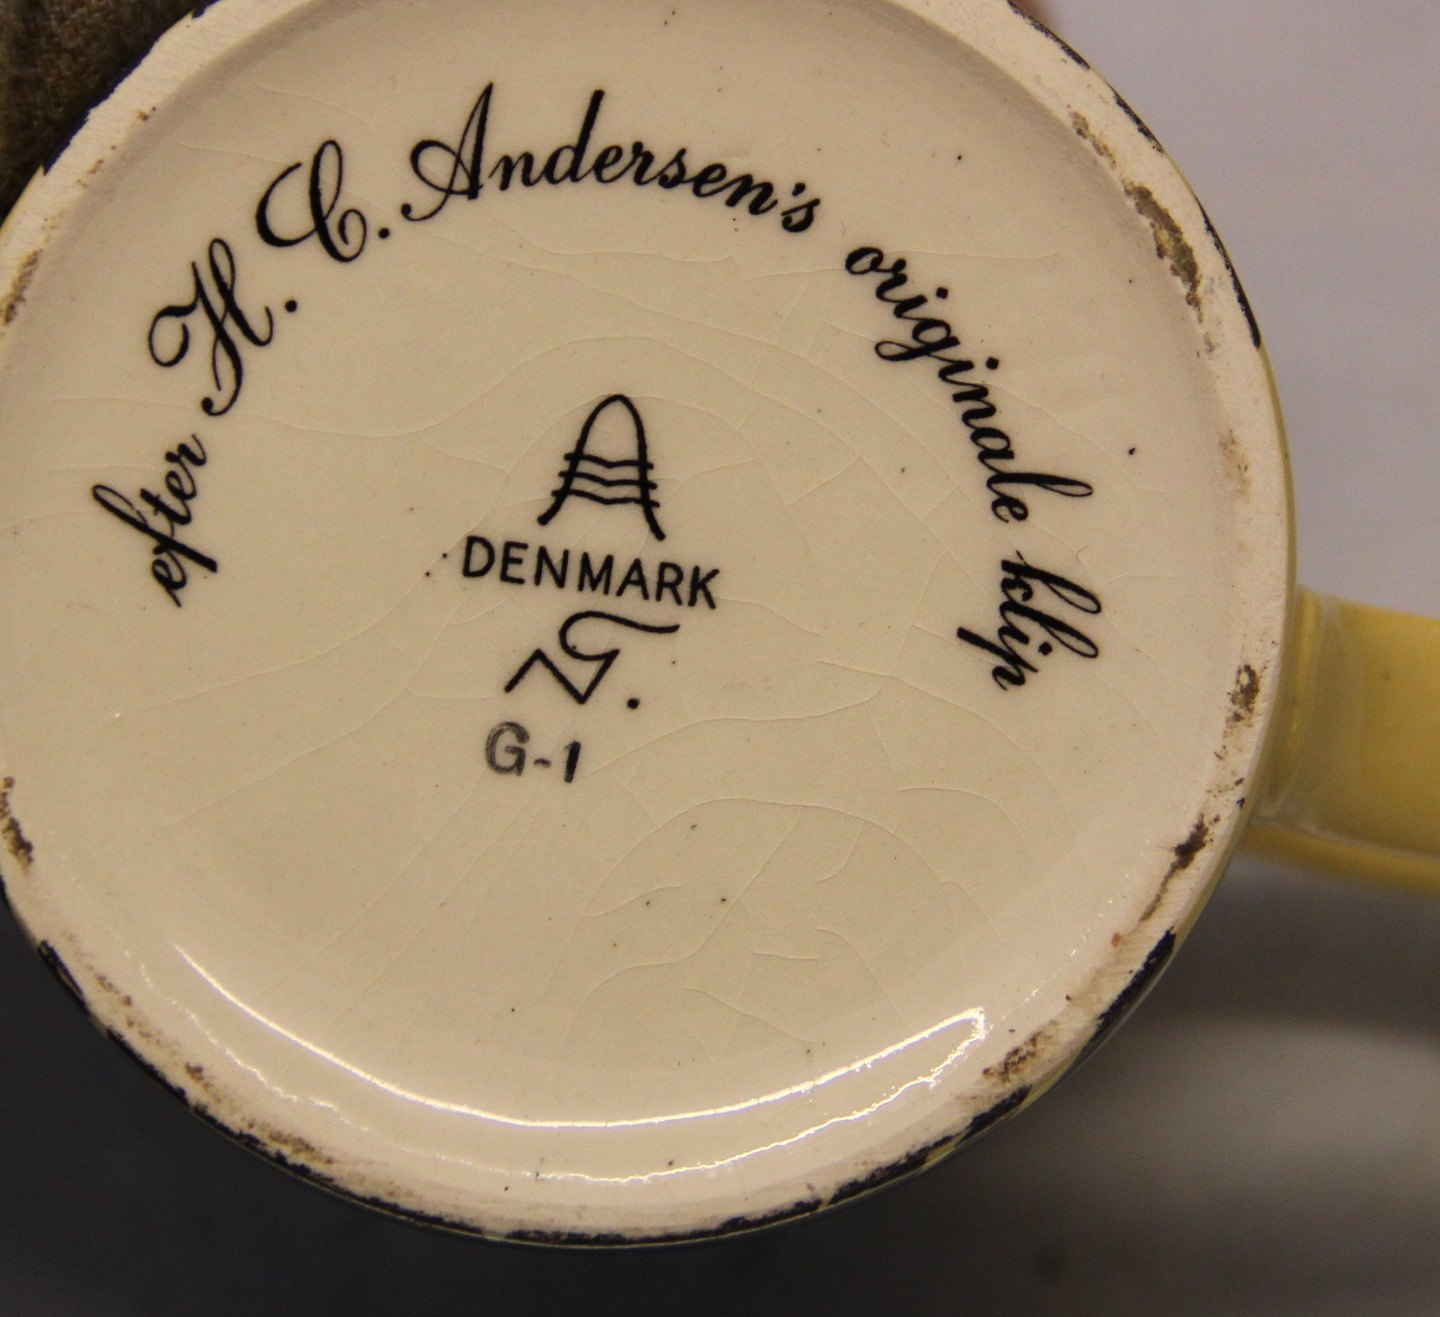 efter H. C. Andersen's originale klip
DENMARK
G-1